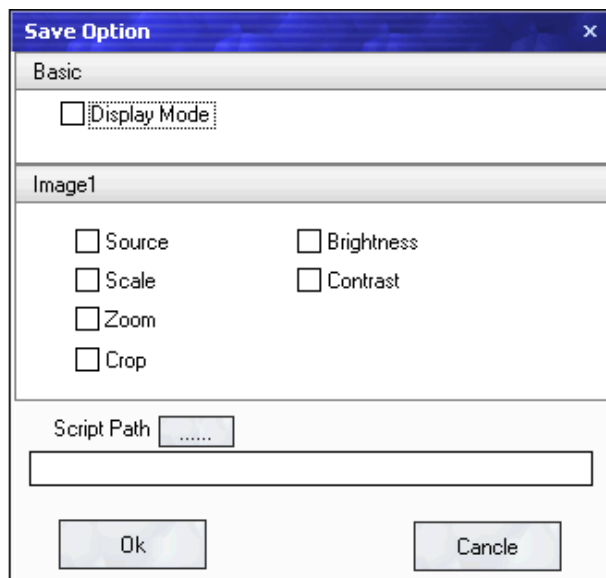 Save Option x
Basic
Display Mode
Image1
Source Brightness
Scale Contrast
Zoom
Crop
Script Path ......
Ok Cancle